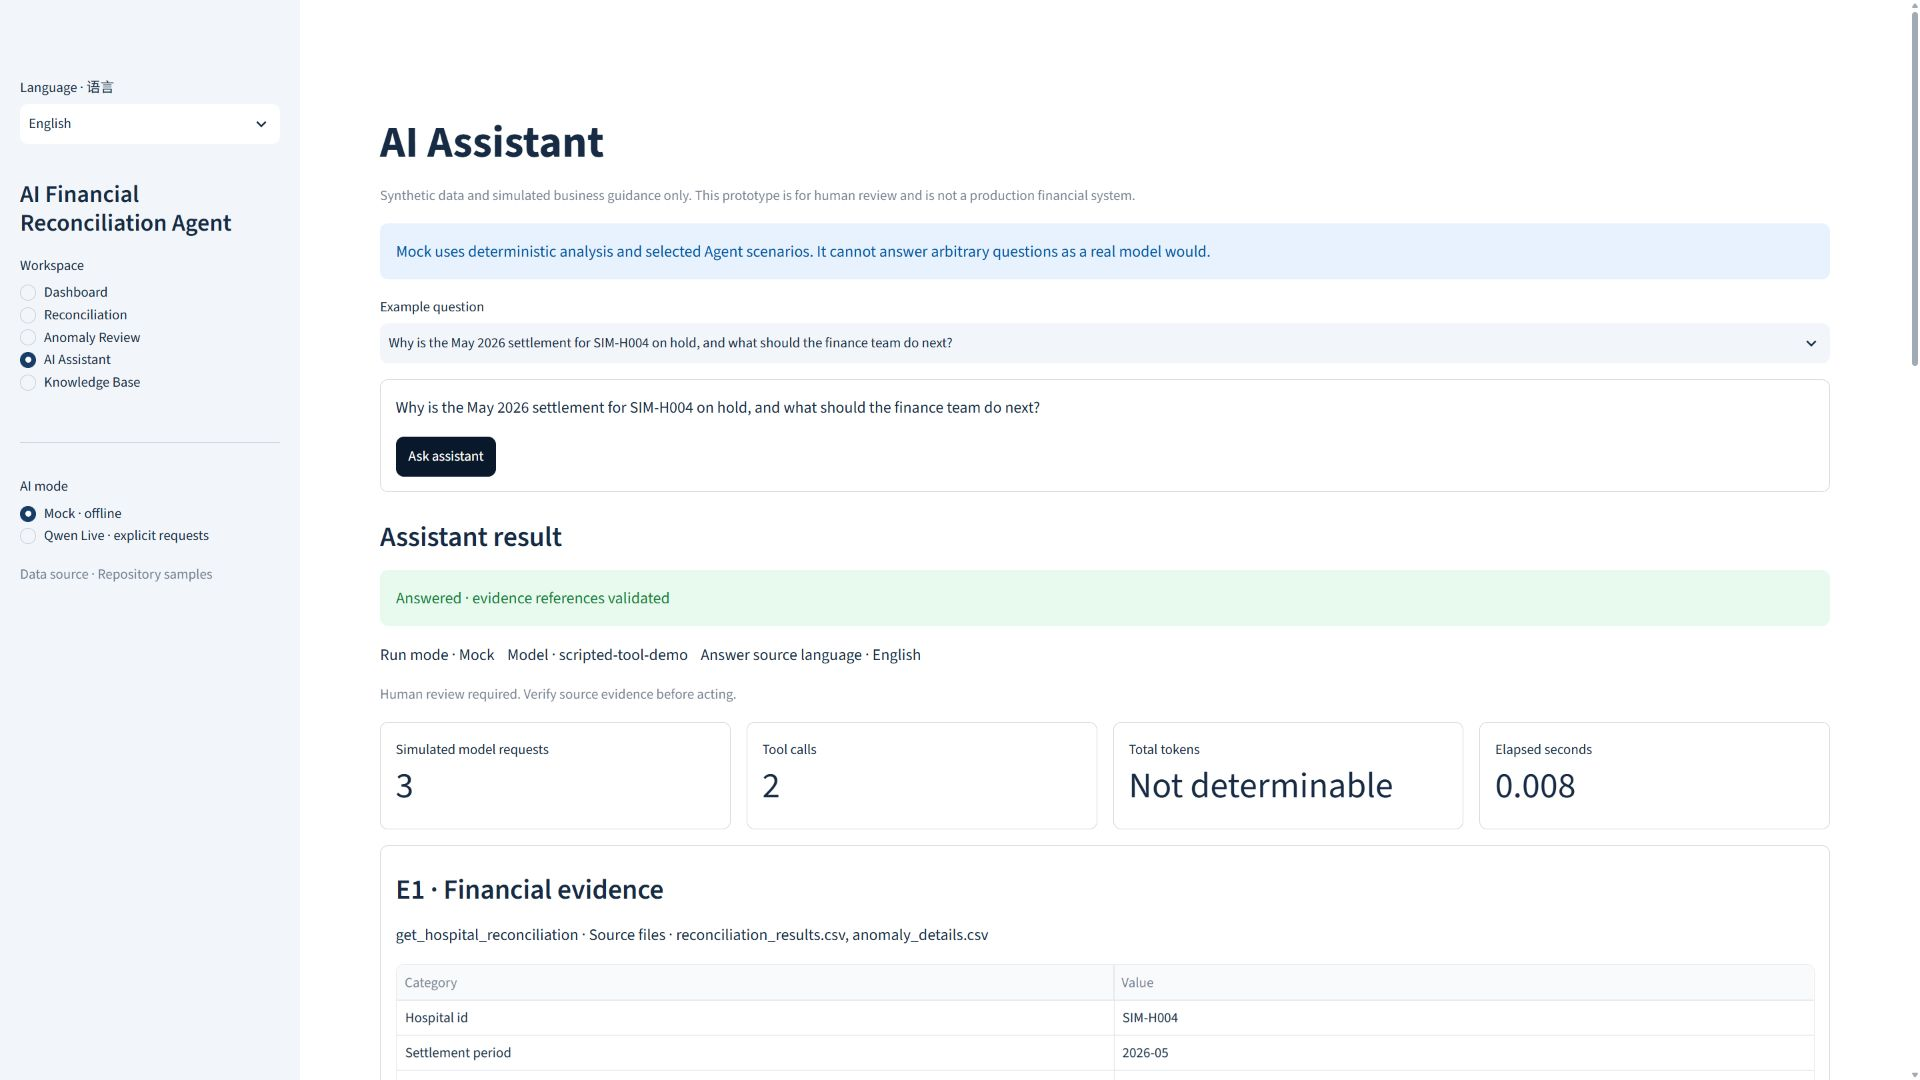 Language · 语言
English
AI Financial
Reconciliation Agent
Workspace
Dashboard
Reconciliation
Anomaly Review
AI Assistant
Knowledge Base
AI mode
Mock · offline
Qwen Live · explicit requests
Data source · Repository samples
AI Assistant
Synthetic data and simulated business guidance only. This prototype is for human review and is not a production financial system.
Mock uses deterministic analysis and selected Agent scenarios. It cannot answer arbitrary questions as a real model would.
Example question
Why is the May 2026 settlement for SIM-H004 on hold, and what should the finance team do next?
Why is the May 2026 settlement for SIM-H004 on hold, and what should the finance team do next?
Ask assistant
Assistant result
Answered · evidence references validated
Run mode · Mock Model · scripted-tool-demo Answer source language · English
Human review required. Verify source evidence before acting.
Simulated model requests
3
Tool calls
2
Total tokens
Not determinable
Elapsed seconds
0.008
E1 · Financial evidence
get_hospital_reconciliation · Source files · reconciliation_results.csv, anomaly_details.csv
Category Value
Hospital id SIM-H004
Settlement period 2026-05